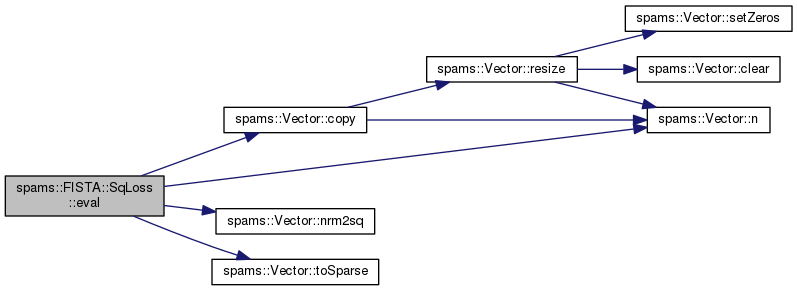 spams::Vector::setZeros
spams::Vector::resize
spams::Vector::clear
spams::Vector::copy
spams::Vector::n
spams::FISTA::SqLoss
::eval
spams::Vector::nrm2sq
spams::Vector::toSparse